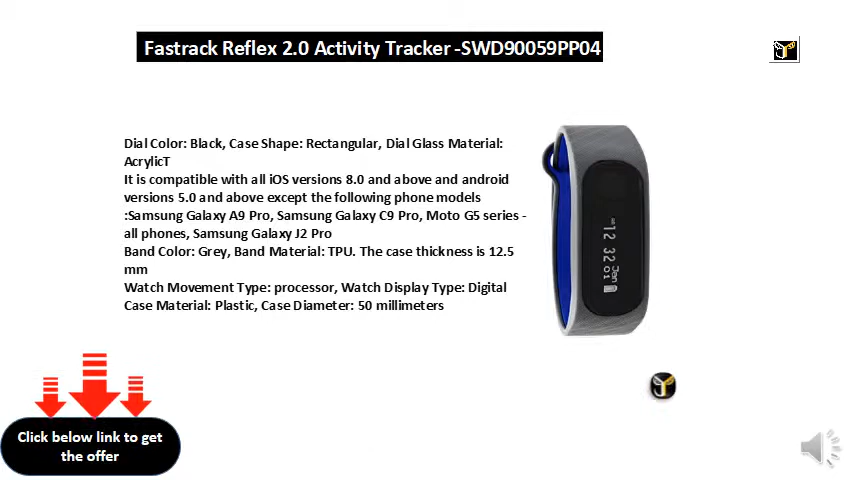 Fastrack Reflex 2.0 Activity Tracker -SWD90059PP04
Dial Color: Black, Case Shape: Rectangular, Dial Glass Material:
AcrylicT
It is compatible with all iOS versions 8.0 and above and android
versions 5.0 and above except the following phone models
:Samsung Galaxy A9 Pro, Samsung Galaxy C9 Pro, Moto G5 series -
all phones, Samsung Galaxy J2 Pro
Band Color: Grey, Band Material: TPU. The case thickness is 12.5
mm
Watch Movement Type: processor, Watch Display Type: Digital
Case Material: Plastic, Case Diameter: 50 millimeters
12 32
Jan
01
Click below link to get
the offer